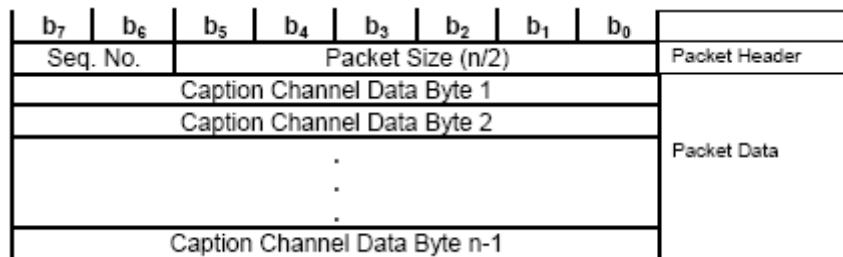 b7 b6 b5 b4 b3 b2 b1 b0
Seq. No. Packet Size (n/2) Packet Header
Caption Channel Data Byte 1
Caption Channel Data Byte 2
Packet Data
.
.
.
Caption Channel Data Byte n-1